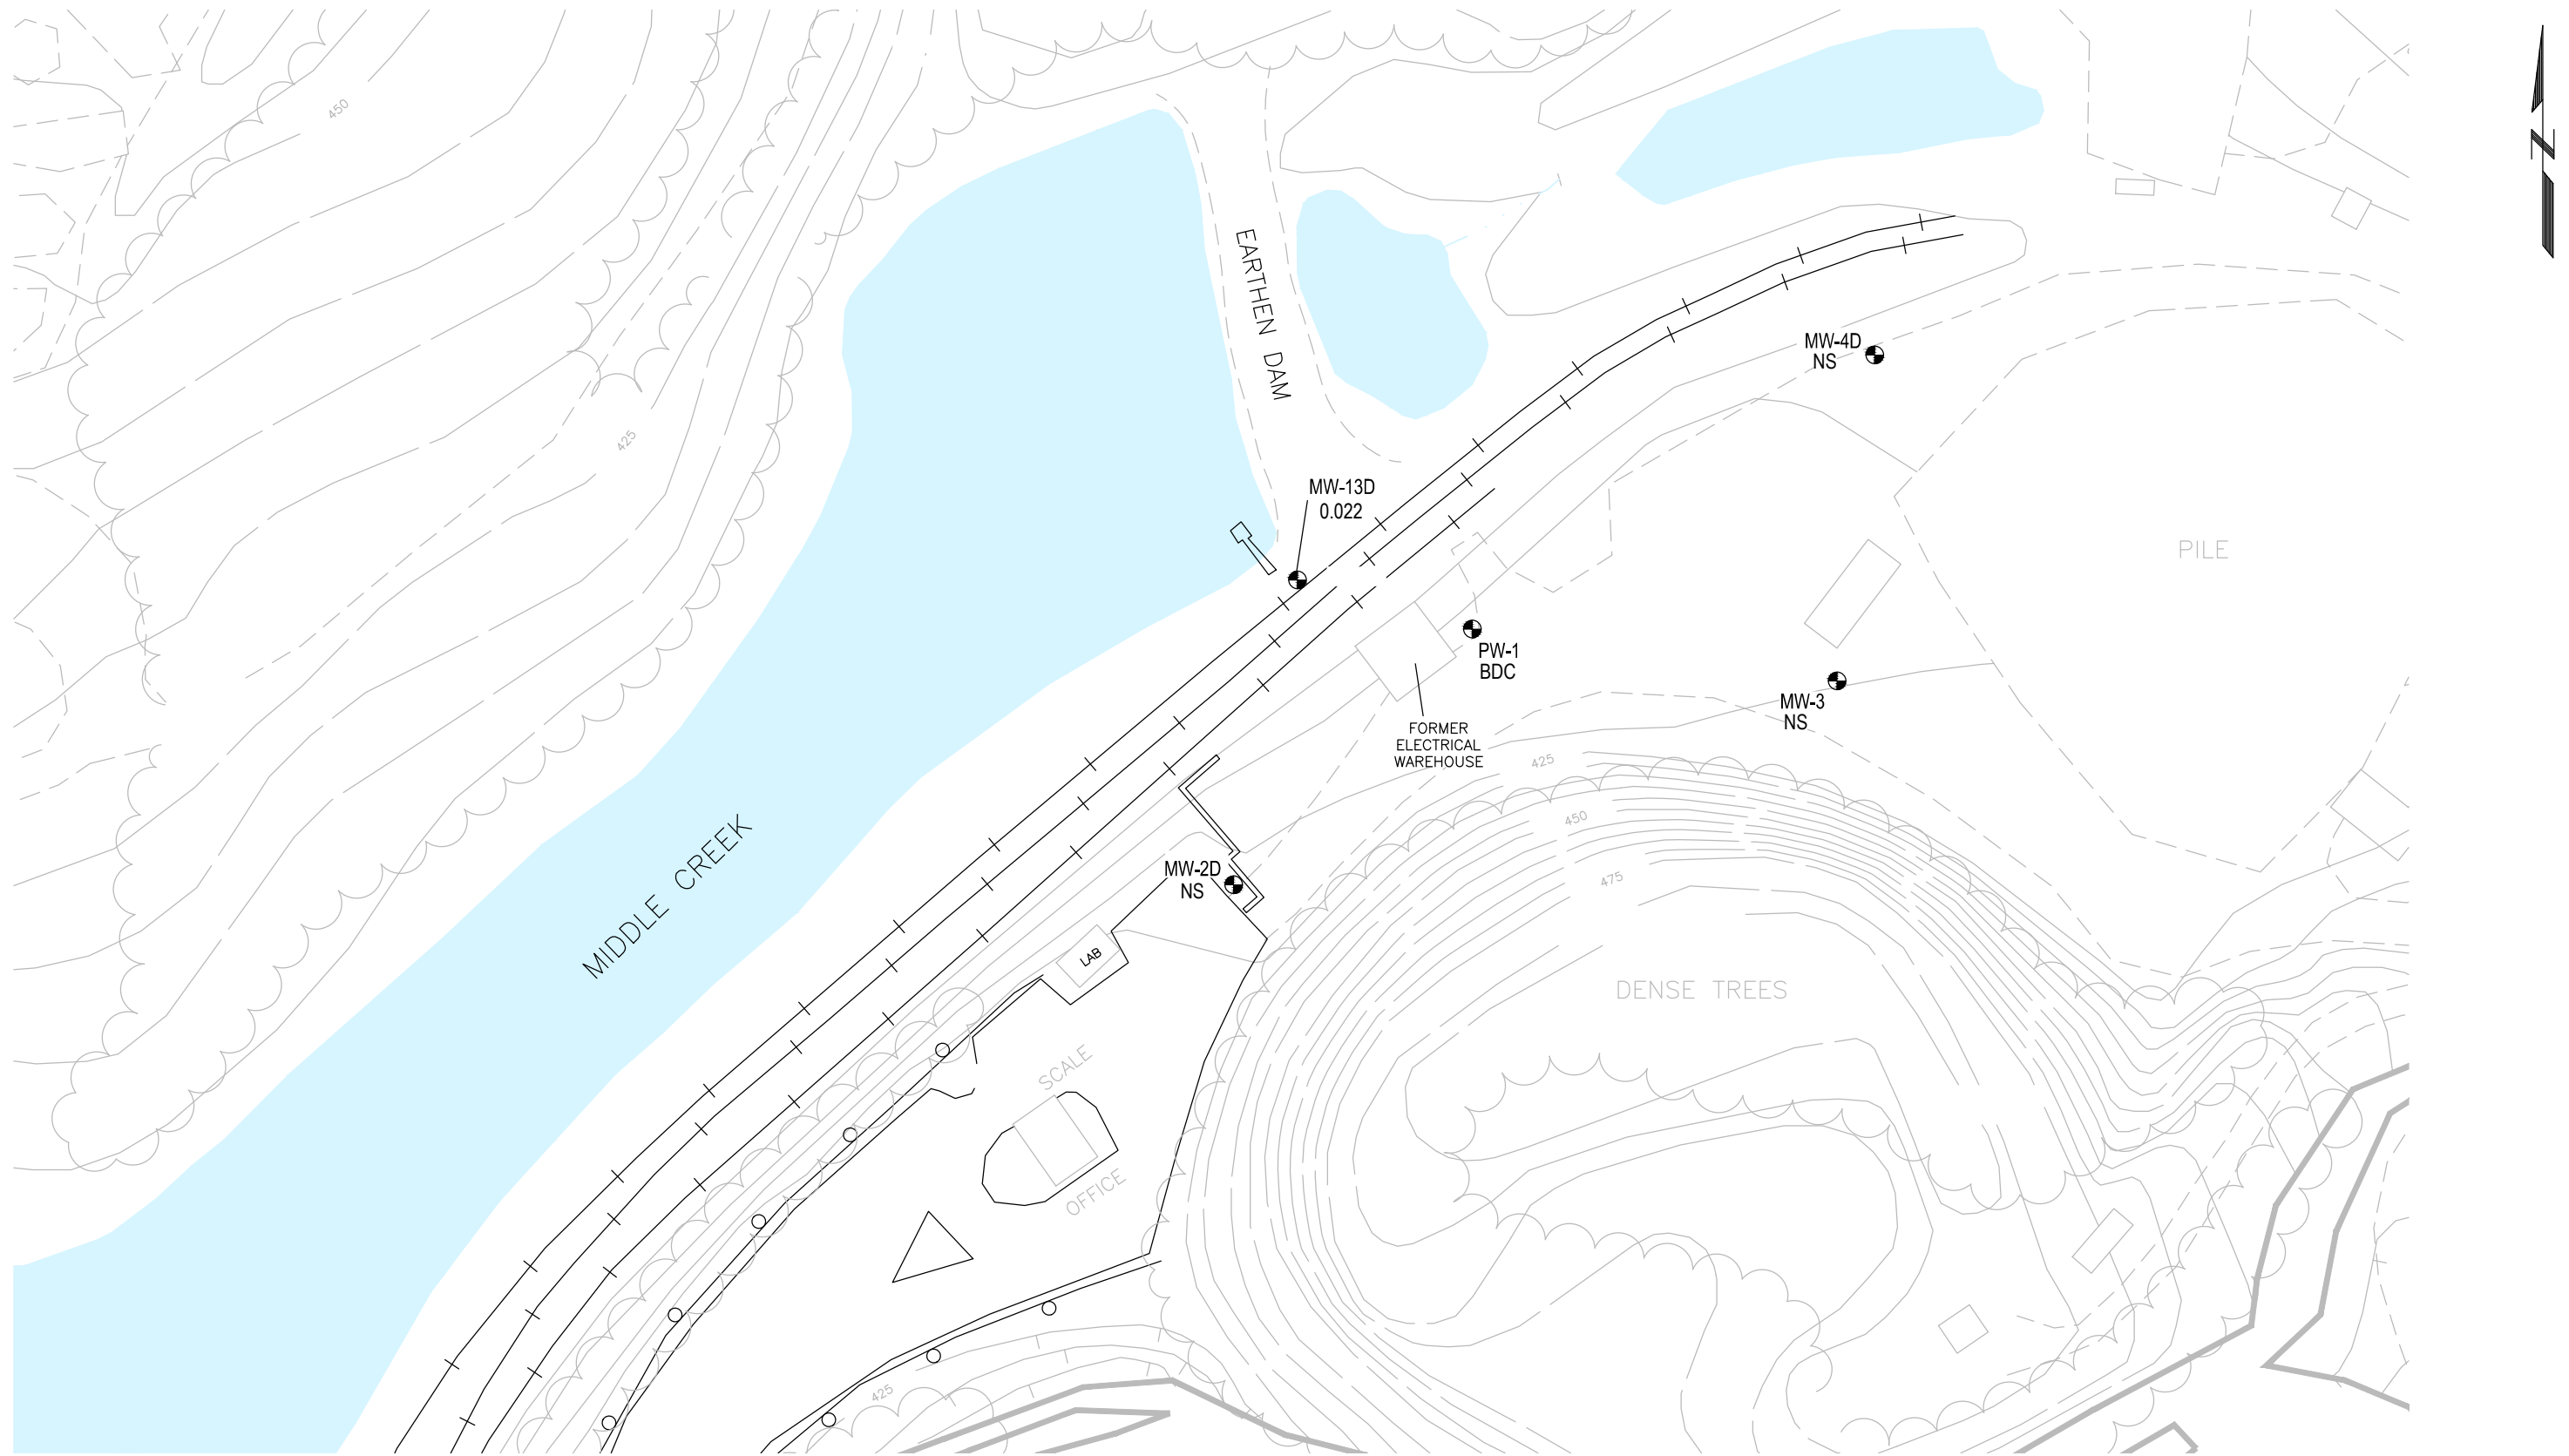 450
N
EARTHEN DAM
MW-4D
NS
425
MW-13D
0.022
PILE
PW-1
BDC
MW-3
NS
FORMER
ELECTRICAL
WAREHOUSE
425
450
MIDDLE CREEK
MW-2D
NS
475
LAB
DENSE TREES
SCALE
OFFICE
425